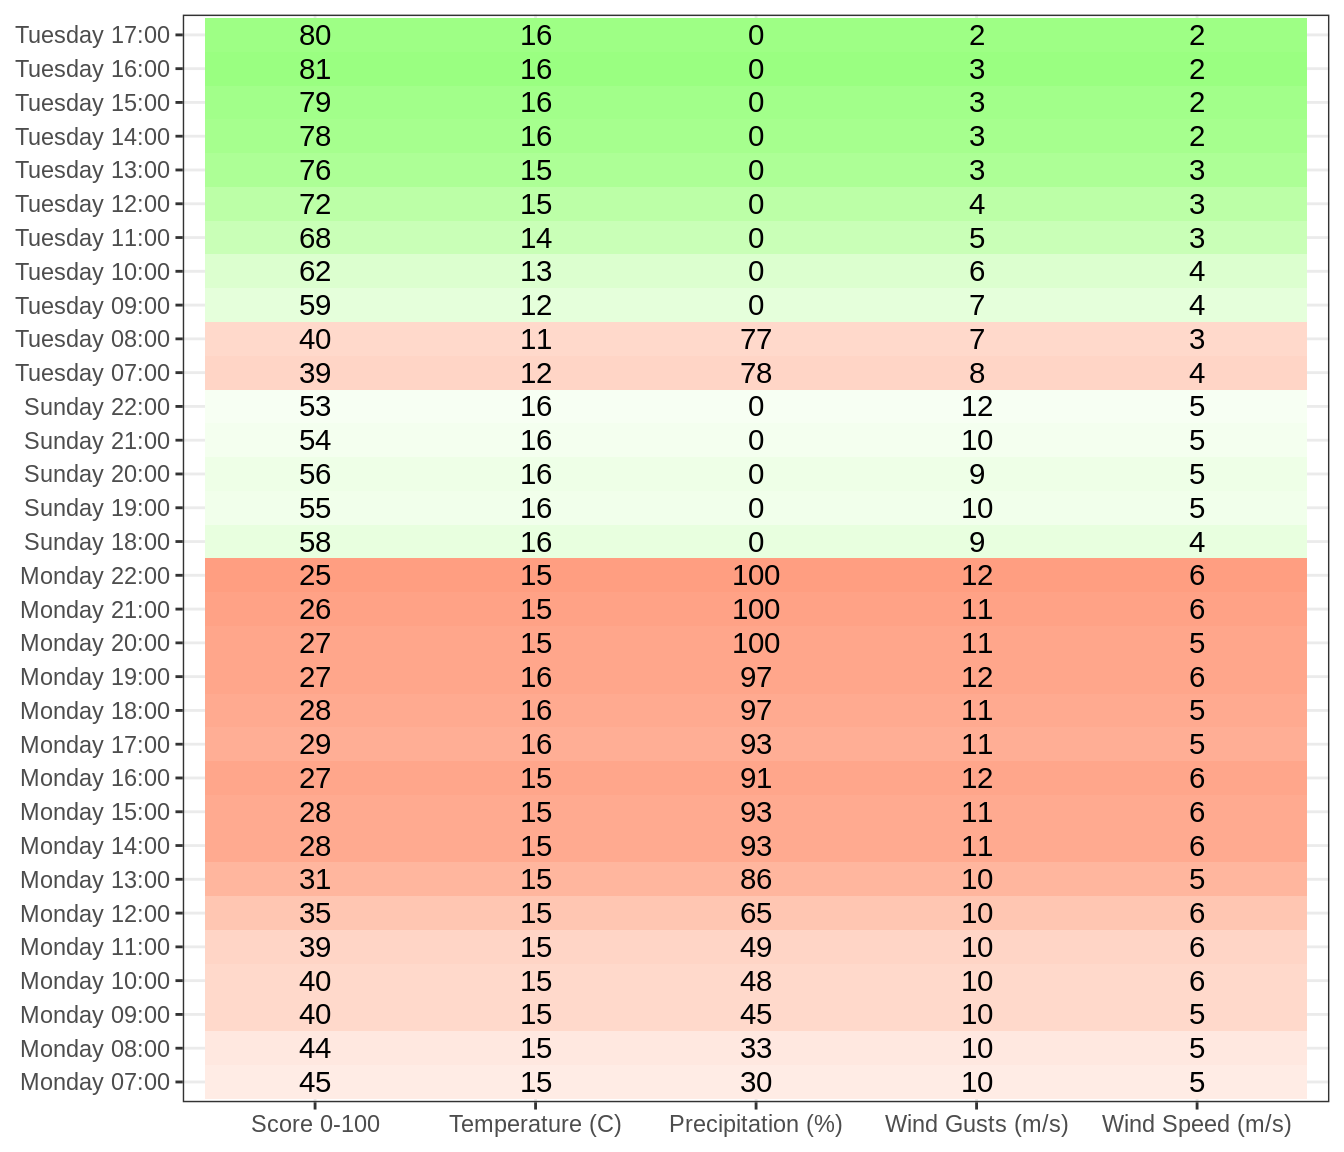 Tuesday 17:00 80 16 0 2 2
Tuesday 16:00 81 16 0 3 2
Tuesday 15:00 79 16 0 3 2
Tuesday 14:00 78 16 0 3 2
Tuesday 13:00 76 15 0 3 3
Tuesday 12:00 72 15 0 4 3
Tuesday 11:00 68 14 0 5 3
Tuesday 10:00 62 13 0 6 4
Tuesday 09:00 59 12 0 7 4
Tuesday 08:00 40 11 77 7 3
Tuesday 07:00 39 12 78 8 4
Sunday 22:00 53 16 0 12 5
Sunday 21:00 54 16 0 10 5
Sunday 20:00 56 16 0 9 5
Sunday 19:00 55 16 0 10 5
Sunday 18:00 58 16 0 9 4
Monday 22:00 25 15 100 12 6
Monday 21:00 26 15 100 11 6
Monday 20:00 27 15 100 11 5
Monday 19:00 27 16 97 12 6
Monday 18:00 28 16 97 11 5
Monday 17:00 29 16 93 11 5
Monday 16:00 27 15 91 12 6
Monday 15:00 28 15 93 11 6
Monday 14:00 28 15 93 11 6
Monday 13:00 31 15 86 10 5
Monday 12:00 35 15 65 10 6
Monday 11:00 39 15 49 10 6
Monday 10:00 40 15 48 10 6
Monday 09:00 40 15 45 10 5
Monday 08:00 44 15 33 10 5
Monday 07:00 45 15 30 10 5
Score 0-100 Temperature (C) Precipitation (%) Wind Gusts (m/s) Wind Speed (m/s)